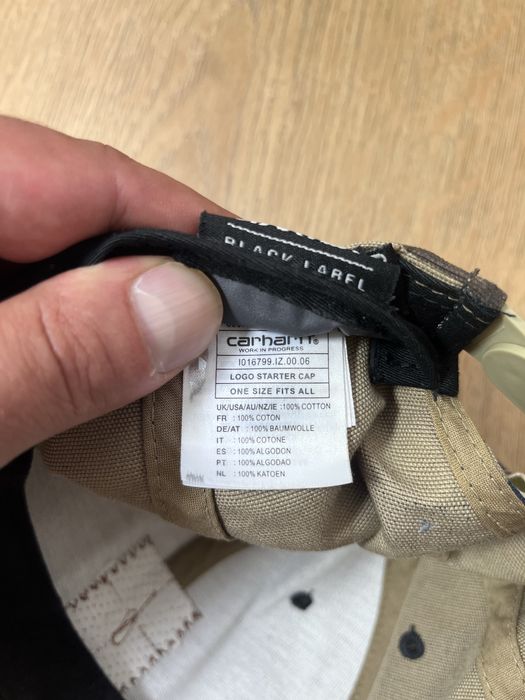 BLACK LABEL
carhartt
WORK IN PROGRESS
I016799.IZ.00.06
LOGO STARTER CAP
ONE SIZE FITS ALL
UK/USA/AU/NZ/IE :100% COTTON
FR : 100% COTON
DE/AT : 100% BAUMWOLLE
IT : 100% COTONE
ES : 100% ALGODON
PT : 100% ALGODAO
NL : 100% KATOEN